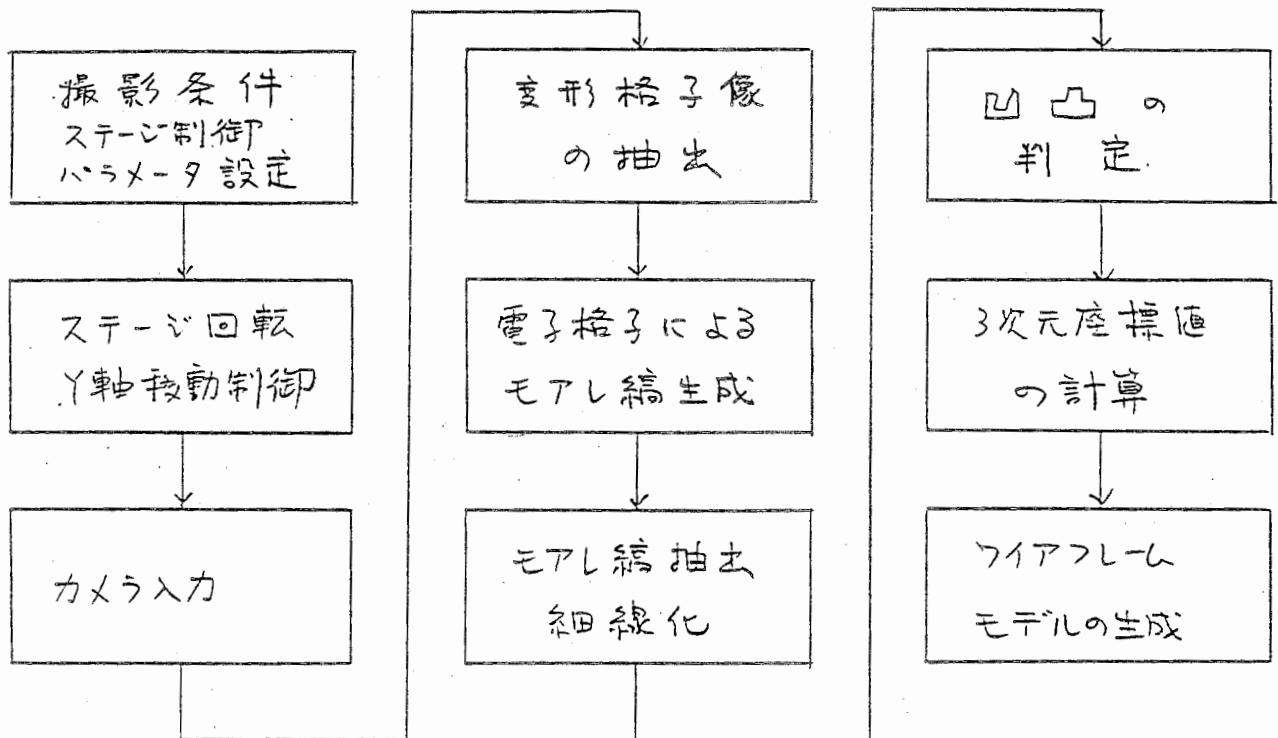 撮影条件
ステージ制御
パラメータ設定
ステージ回転
Y軸移動制御
カメラ入力
変形格子像
の抽出
電子格子による
モアレ縞生成
モアレ縞抽出
細線化
凹凸の
判定.
3次元座標値
の計算
ワイアフレーム
モデルの生成